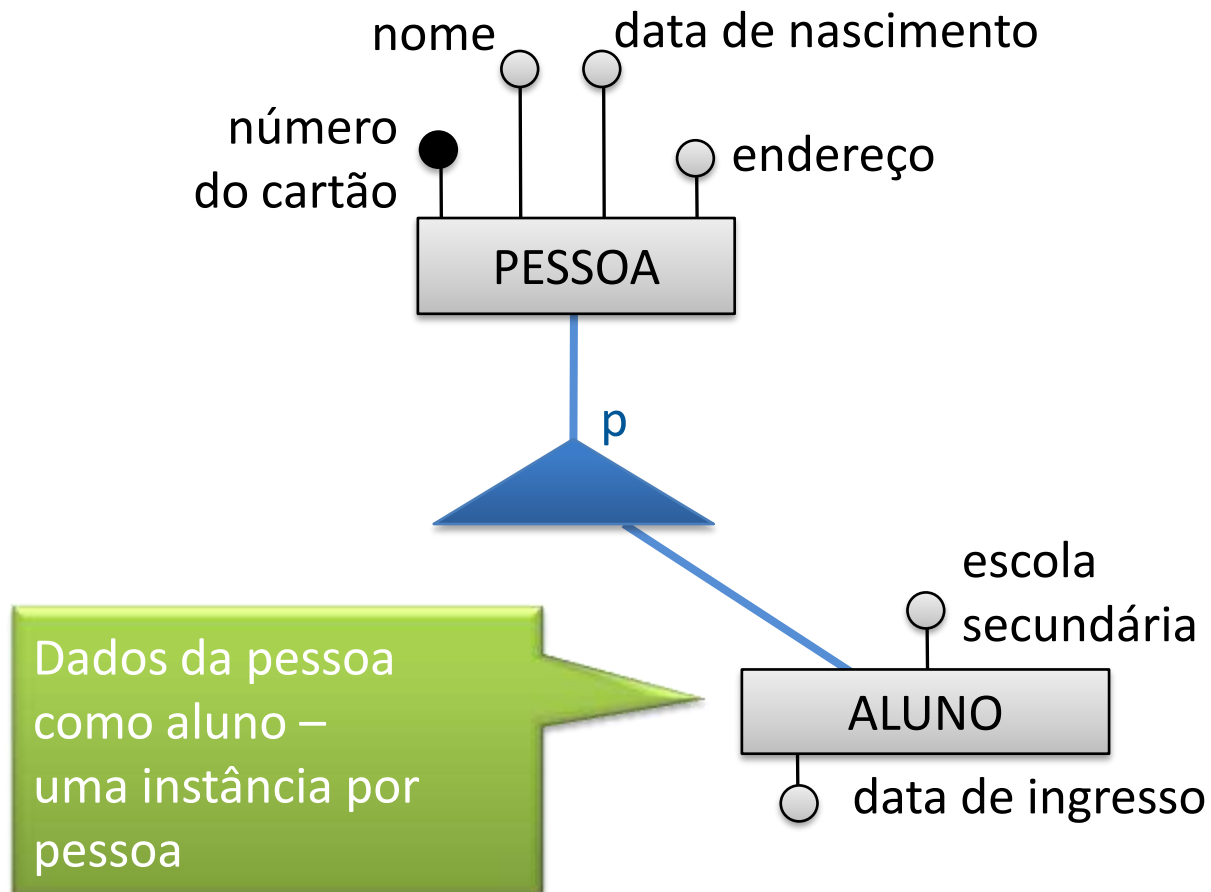 nome
data de nascimento
número
do cartão
endereço
PESSOA
p
escola
secundária
Dados da pessoa
como aluno –
uma instância por
pessoa
ALUNO
data de ingresso